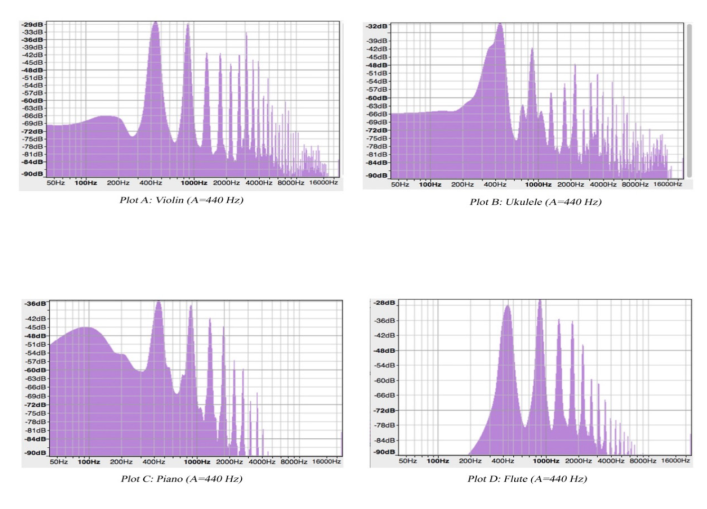 -29dB
-36dB
-39dB
-42dB
-45dB
-48dB
-51dB
-54dB
-57dB
-60dB
-63dB
-66dB
-69dB
-72dB
-75dB
-78dB
-81dB
-84dB
-90dB
50Hz 100Hz 200Hz 400Hz 1000Hz 2000Hz 4000Hz 8000Hz 16000Hz
Plot A: Violin (A=440 Hz)
-32dB
-39dB
-42dB
-45dB
-48dB
-51dB
-54dB
-57dB
-60dB
-63dB
-66dB
-69dB
-72dB
-75dB
-78dB
-81dB
-84dB
-90dB
50Hz 100Hz 200Hz 400Hz 1000Hz 2000Hz 4000Hz 8000Hz 16000Hz
Plot B: Ukulele (A=440 Hz)
-36dB
-42dB
-45dB
-48dB
-51dB
-54dB
-57dB
-60dB
-63dB
-66dB
-69dB
-72dB
-75dB
-78dB
-81dB
-84dB
-90dB
50Hz 100Hz 200Hz 400Hz 1000Hz 2000Hz 4000Hz 16000Hz
Plot C: Piano (A=440 Hz)
-28dB
-36dB
-42dB
-48dB
-54dB
-60dB
-66dB
-72dB
-78dB
-84dB
-90dB
50Hz 100Hz 200Hz 400Hz 1000Hz 2000Hz 4000Hz 8000Hz 16000Hz
Plot D: Flute (A=440 Hz)